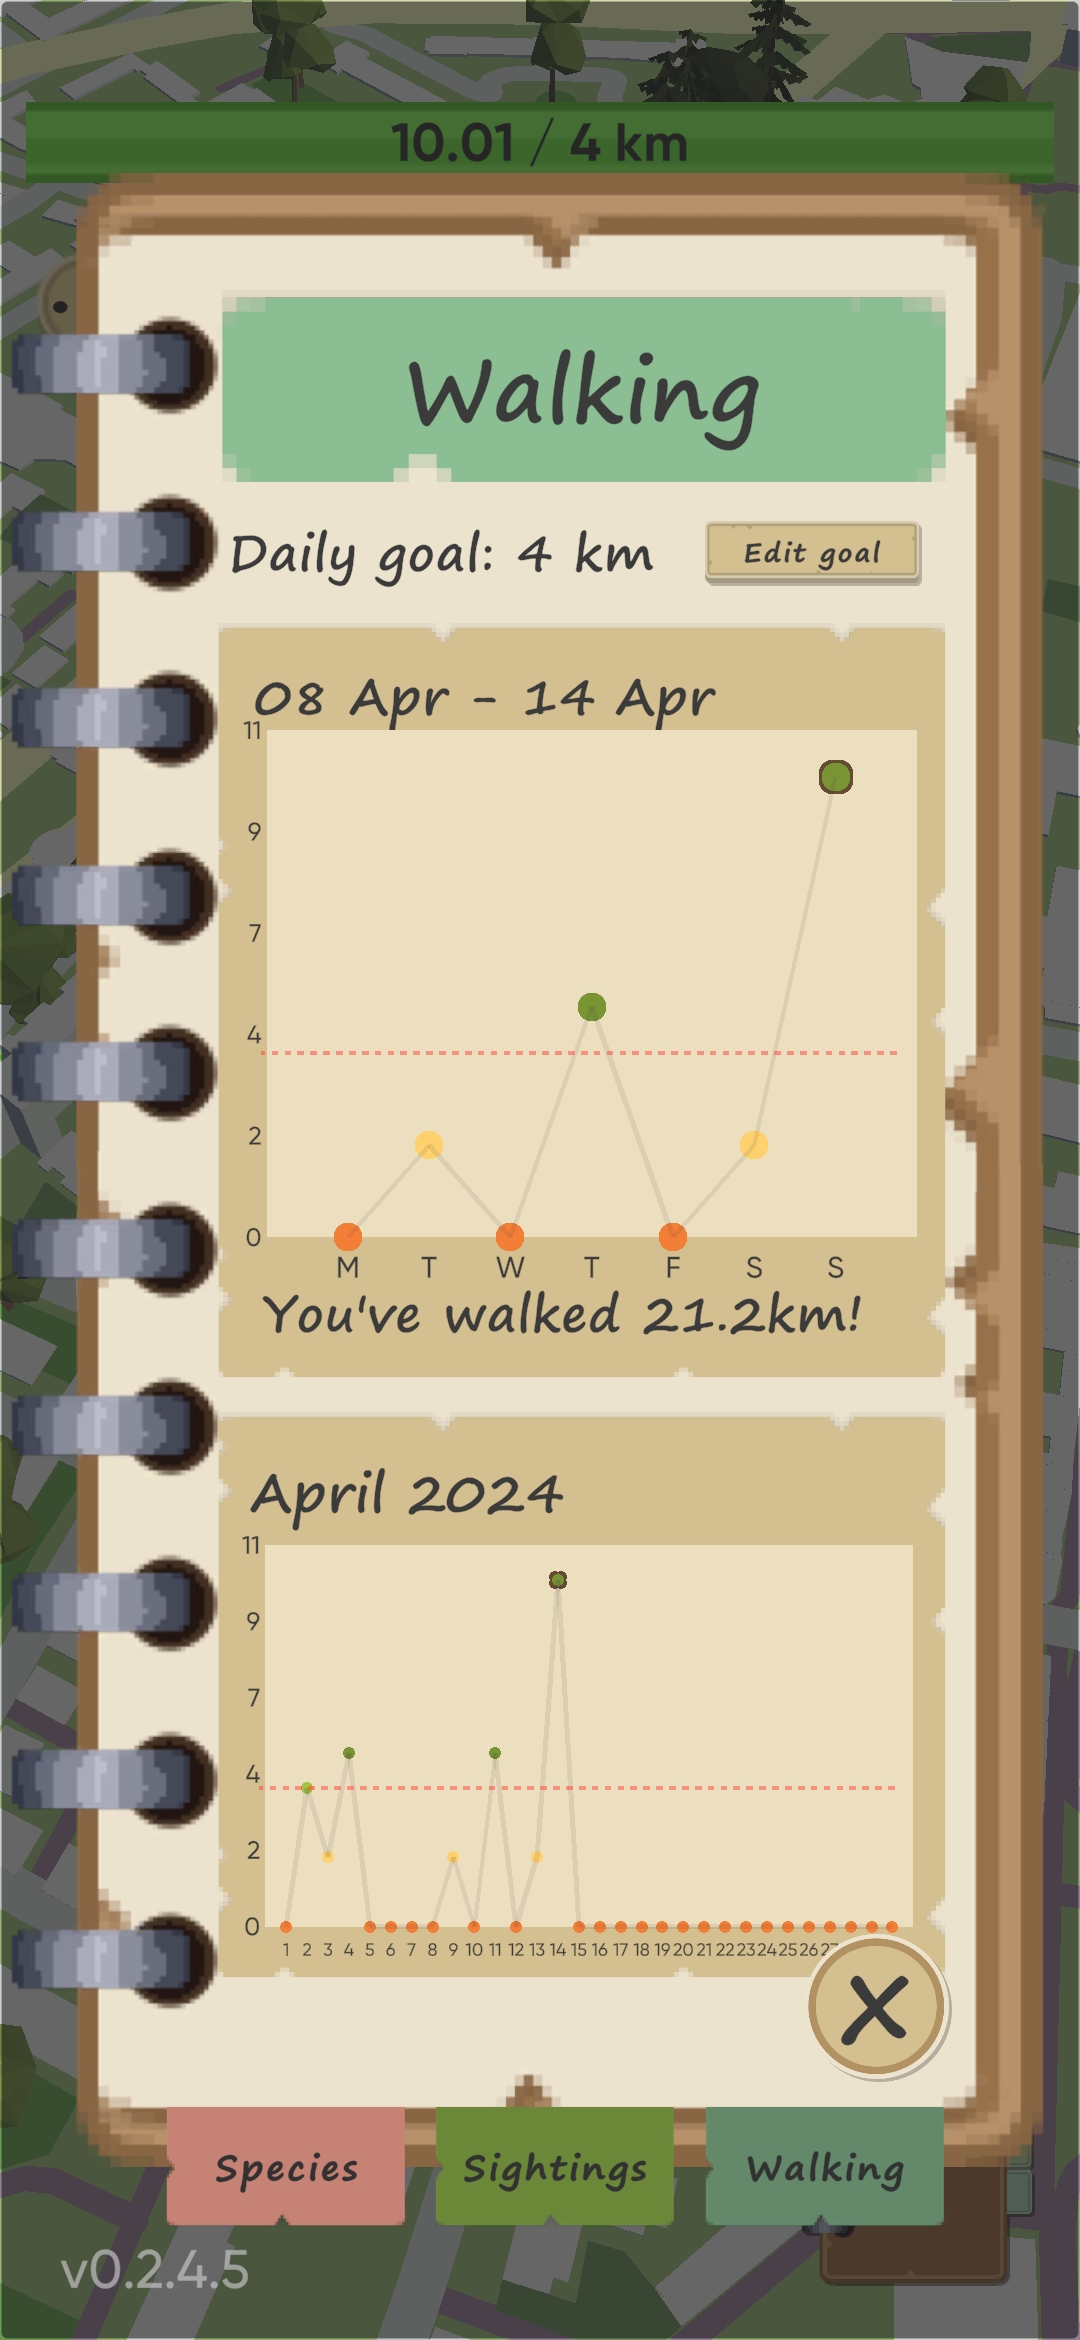 10.01 / 4 km
Walking
Daily goal: 4 km
Edit goal
08 Apr - 14 Apr
11
9
7
4
2
0
M T W T F S S
You've walked 21.2km!
April 2024
11
9
7
4
2
0
1 2 3 4 5 6 7 8 9 10 11 12 13 14 15 16 17 18 19 20 21 22 23 24 25 26
Species Sightings Walking
v0.2.4.5